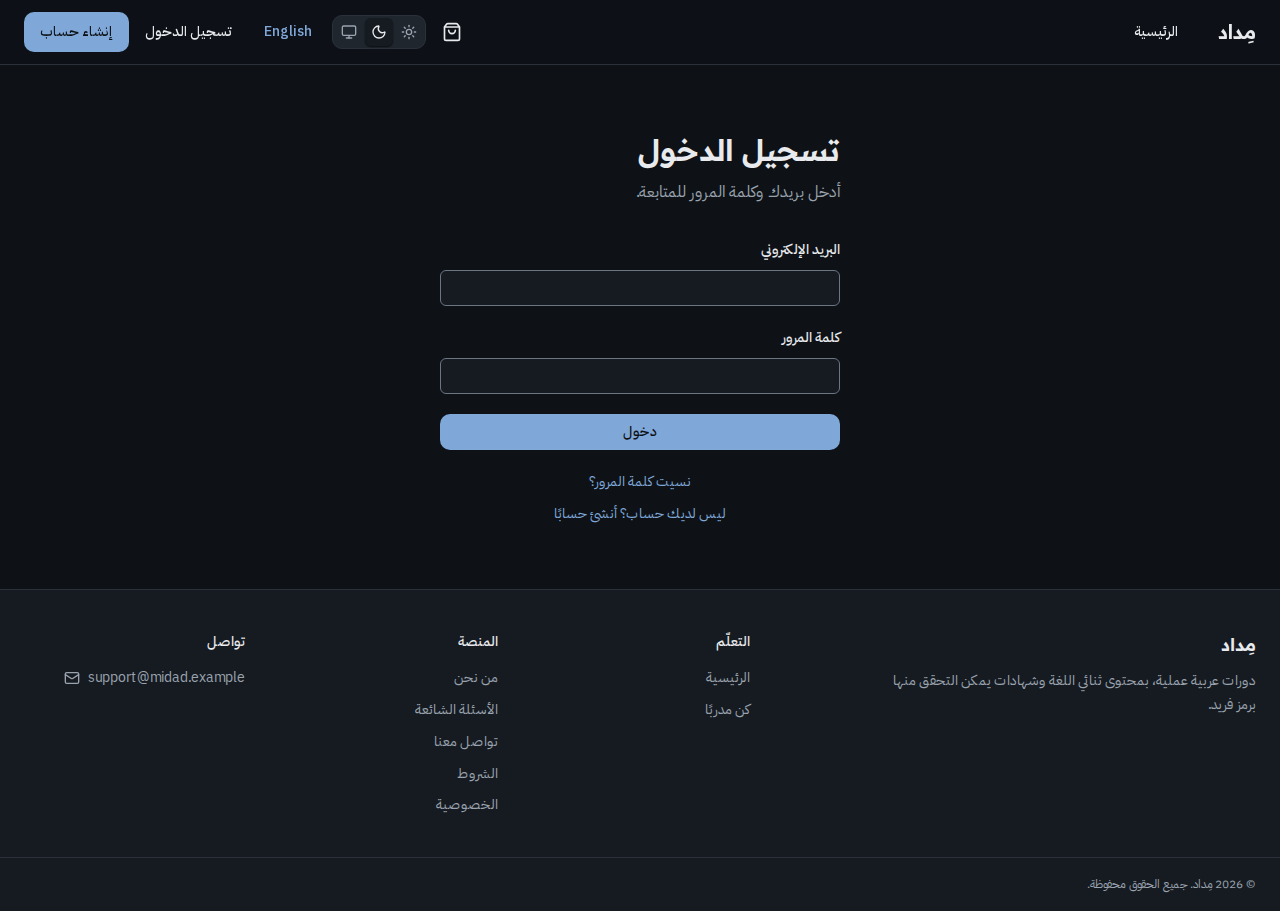 مِداد
الرئيسية
English
تسجيل الدخول
إنشاء حساب
تسجيل الدخول
أدخل بريدك وكلمة المرور للمتابعة.
البريد الإلكتروني
كلمة المرور
دخول
نسيت كلمة المرور؟
ليس لديك حساب؟ أنشئ حسابًا
مِداد
دورات عربية عملية، بمحتوى ثنائي اللغة وشهادات يمكن التحقق منها
برمز فريد.
التعلّم
الرئيسية
كن مدربًا
المنصة
من نحن
الأسئلة الشائعة
تواصل معنا
الشروط
الخصوصية
تواصل
support@midad.example
© 2026 مِداد. جميع الحقوق محفوظة.